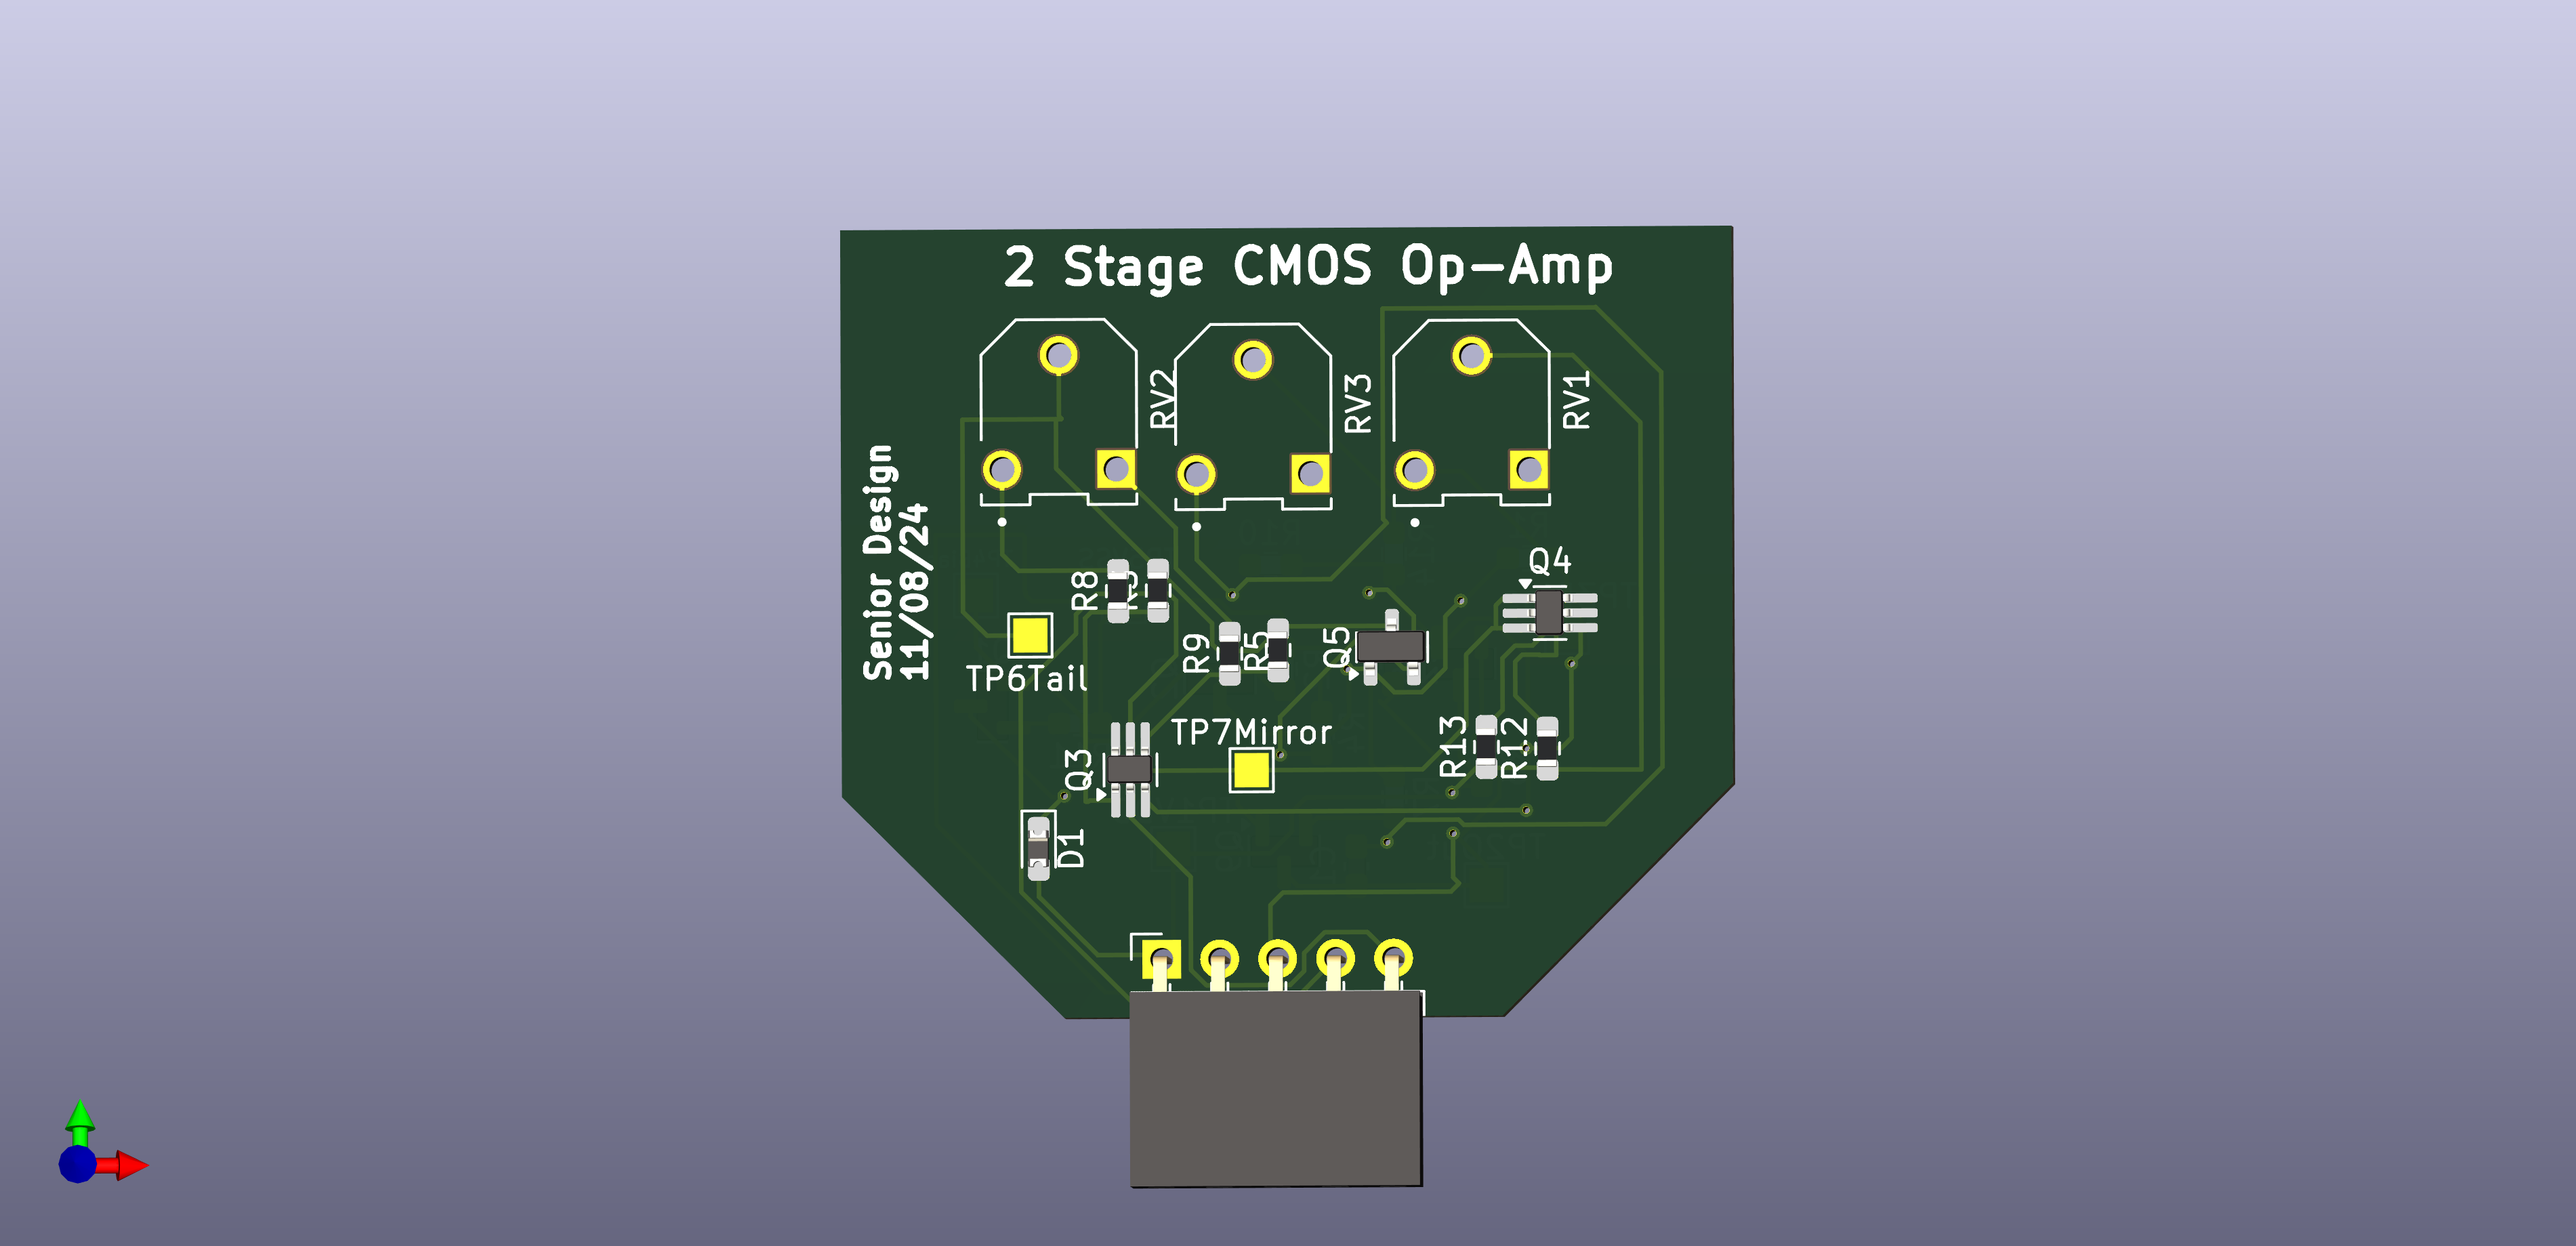 2 Stage CMOS Op-Amp
RV2
RV3
RV1
Senior Design
11/08/24
Q4
R8
R9
R5
Q5
TP6Tail
TP7Mirror
Q3
R13
R12
D1